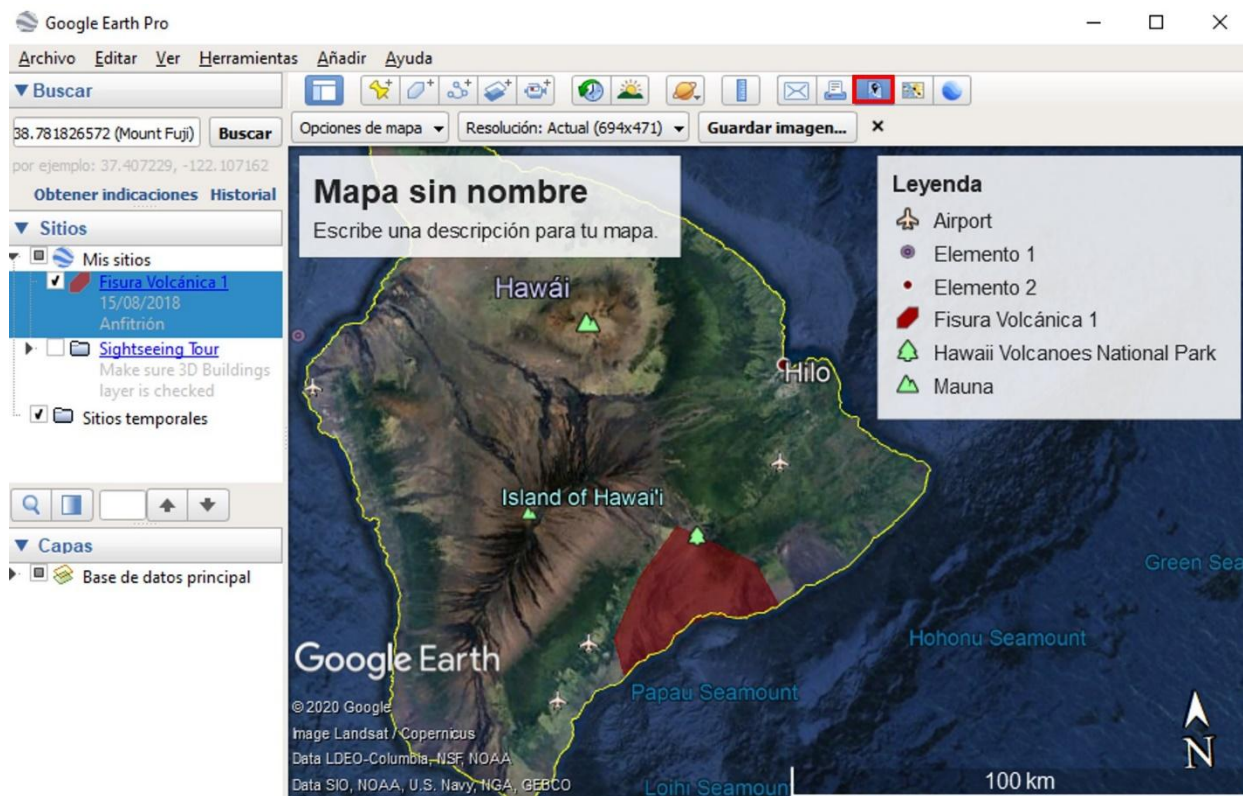 Google Earth Pro
Archivo Editar Ver Herramientas Añadir Ayuda
Buscar
38.781826572 (Mount Fuji) Buscar
por ejemplo: 37.407229, -122.107162
Obtener indicaciones Historial
Sitios
Mis sitios
Fisura Volcánica 1
15/08/2018
Anfitrión
Sightseeing Tour
Make sure 3D Buildings
layer is checked
Sitios temporales
Capas
Base de datos principal
Opciones de mapa Resolución: Actual (694x471) Guardar imagen...
Mapa sin nombre
Escribe una descripción para tu mapa.
Leyenda
Airport
Elemento 1
Elemento 2
Fisura Volcánica 1
Hawaii Volcanoes National Park
Mauna
Hawái
Hilo
Island of Hawai'i
Green Sea
Hohonu Seamount
Papau Seamount
Loihi Seamoun
Google Earth
© 2020 Google
Image Landsat / Copernicus
Data LDEO-Columbia, NSF, NOAA
Data SIO, NOAA, U.S. Navy, NGA, GEBCO
100 km
N